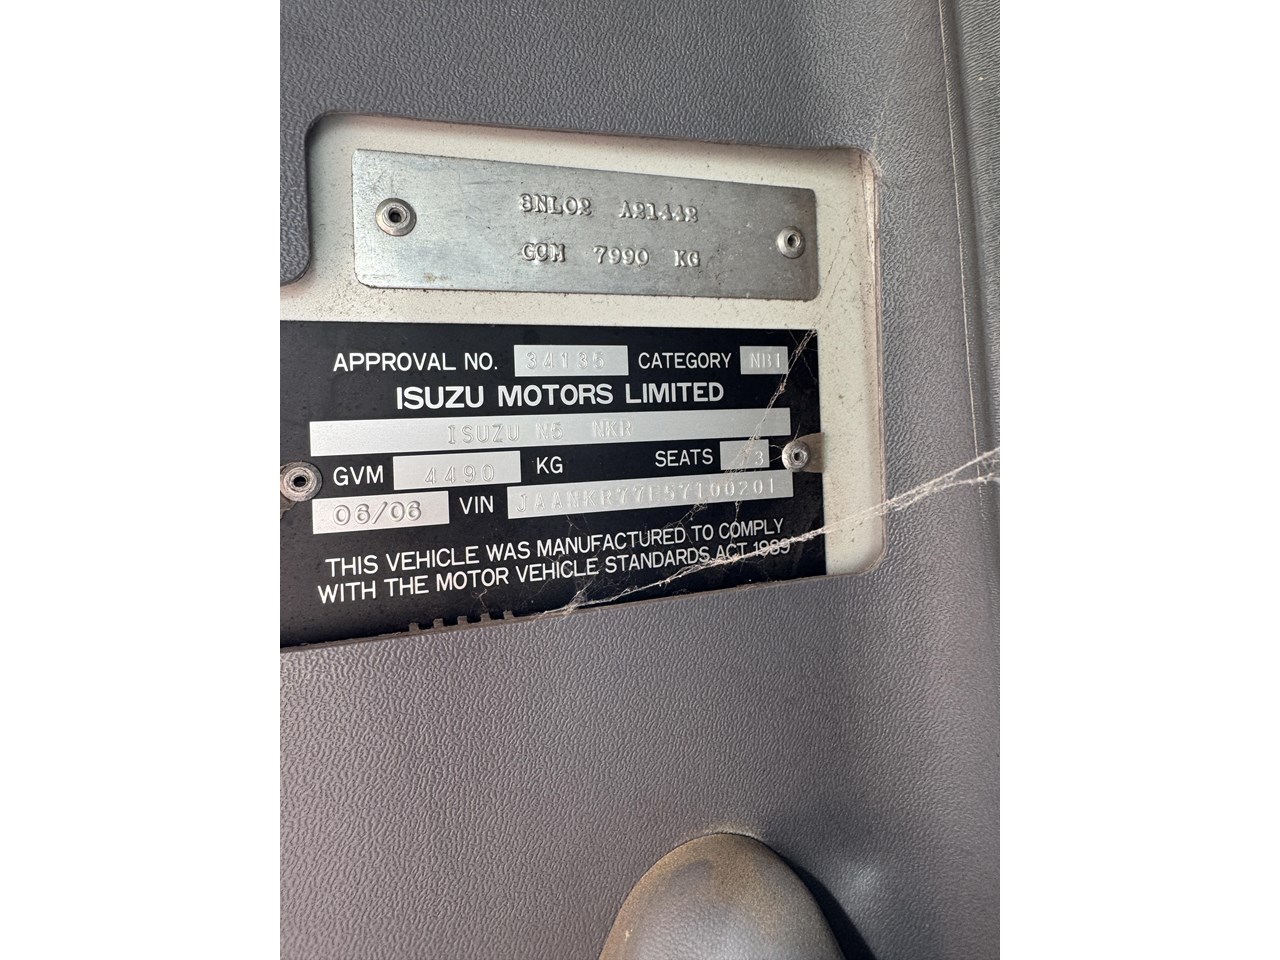 3NL02 A21442
GCM 7990 KG
APPROVAL NO. 34135 CATEGORY NB1
ISUZU MOTORS LIMITED
ISUZU N5 NKR
GVM 4490 KG SEATS 3
06/06 VIN JAANKR77E57100201
THIS VEHICLE WAS MANUFACTURED TO COMPLY
WITH THE MOTOR VEHICLE STANDARDS ACT 1989